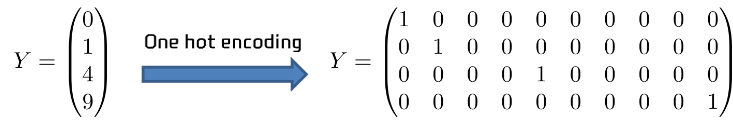 One hot encoding
Y = (0 1 4 9)
Y =
1 0 0 0 0 0 0 0 0 0
0 1 0 0 0 0 0 0 0 0
0 0 0 0 1 0 0 0 0 0
0 0 0 0 0 0 0 0 0 1